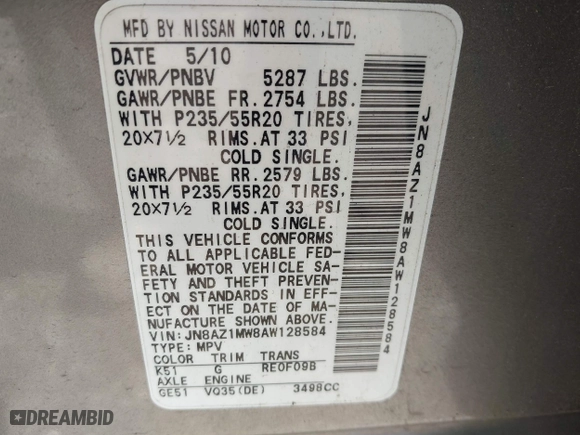 MFD BY NISSAN MOTOR CO.,LTD.
DATE 5/10
GVWR/PNBV 5287 LBS.
GAWR/PNBE FR. 2754 LBS.
WITH P235/55R20 TIRES,
20X7½ RIMS. AT 33 PSI
COLD SINGLE.
GAWR/PNBE RR. 2579 LBS.
WITH P235/55R20 TIRES,
20X7½ RIMS. AT 33 PSI
COLD SINGLE.
THIS VEHICLE CONFORMS
TO ALL APPLICABLE FED-
ERAL MOTOR VEHICLE SA-
FETY AND THEFT PREVEN-
TION STANDARDS IN EFF-
ECT ON THE DATE OF MA-
NUFACTURE SHOWN ABOVE.
VIN: JN8AZ1MW8AW128584
TYPE: MPV
COLOR TRIM TRANS
K51 G RE0F09B
AXLE ENGINE
GE51 VQ35(DE) 3498CC
JN8AZ1MW8AW128584
DREAMBID